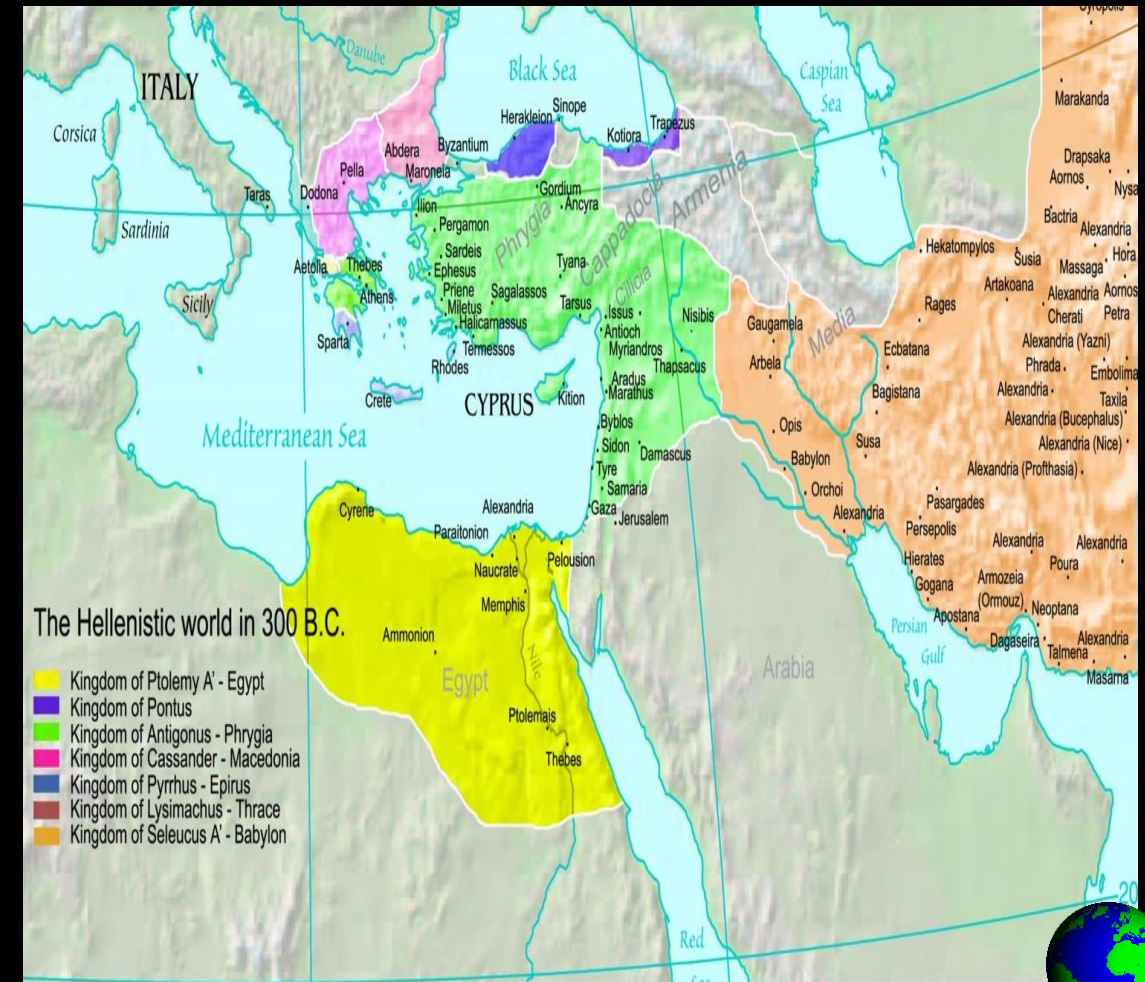 Cyropolis
Danube
ITALY
Black Sea
Caspian
Sea
Marakanda
Corsica
Sinope
Herakleion
Trapezus
Kotiora
Byzantium
Abdera
Drapsaka
Pella
Maronela
Aornos
Nysa
Taras
Dodona
Gordium
Armenia
Sardinia
Ilion
Ancyra
Cappadocia
Bactria
Pergamon
Phrygia
Alexandria
Sardeis
Hekatompylos
Susia
Hora
Aetolia
Thebes
Ephesus
Tyana
Massaga
Priene
Sagalassos
Cilicia
Artakoana
Alexandria
Aornos
Sicily
Athens
Miletus
Tarsus
Issus
Nisibis
Rages
Cherati
Petra
Halicarnassus
Antioch
Gaugamela
Media
Sparta
Termessos
Myriandros
Ecbatana
Alexandria (Yazni)
Rhodes
Thapsacus
Arbela
Phrada
Embolima
Aradus
Marathus
Bagistana
Alexandria
Taxila
Crete
CYPRUS
Kition
Byblos
Opis
Alexandria (Bucephalus)
Mediterranean Sea
Sidon
Damascus
Susa
Alexandria (Nice)
Tyre
Babylon
Alexandria (Profthasia)
Samaria
Orchoi
Cyrene
Alexandria
Gaza
Jerusalem
Alexandria
Pasargades
Paraitonion
Persepolis
Naucrate
Pelousion
Hierates
Alexandria
Alexandria
Memphis
Gogana
Armozeia
Poura
(Ormouz)
Neoptana
Ammonion
Nile
Apostana
Persian
Gulf
Dagaseira
Alexandria
Talmena
Egypt
Arabia
Masarna
Ptolemais
Thebes
The Hellenistic world in 300 B.C.
Kingdom of Ptolemy A' - Egypt
Kingdom of Pontus
Kingdom of Antigonus - Phrygia
Kingdom of Cassander - Macedonia
Kingdom of Pyrrhus - Epirus
Kingdom of Lysimachus - Thrace
Kingdom of Seleucus A' - Babylon
20
Red